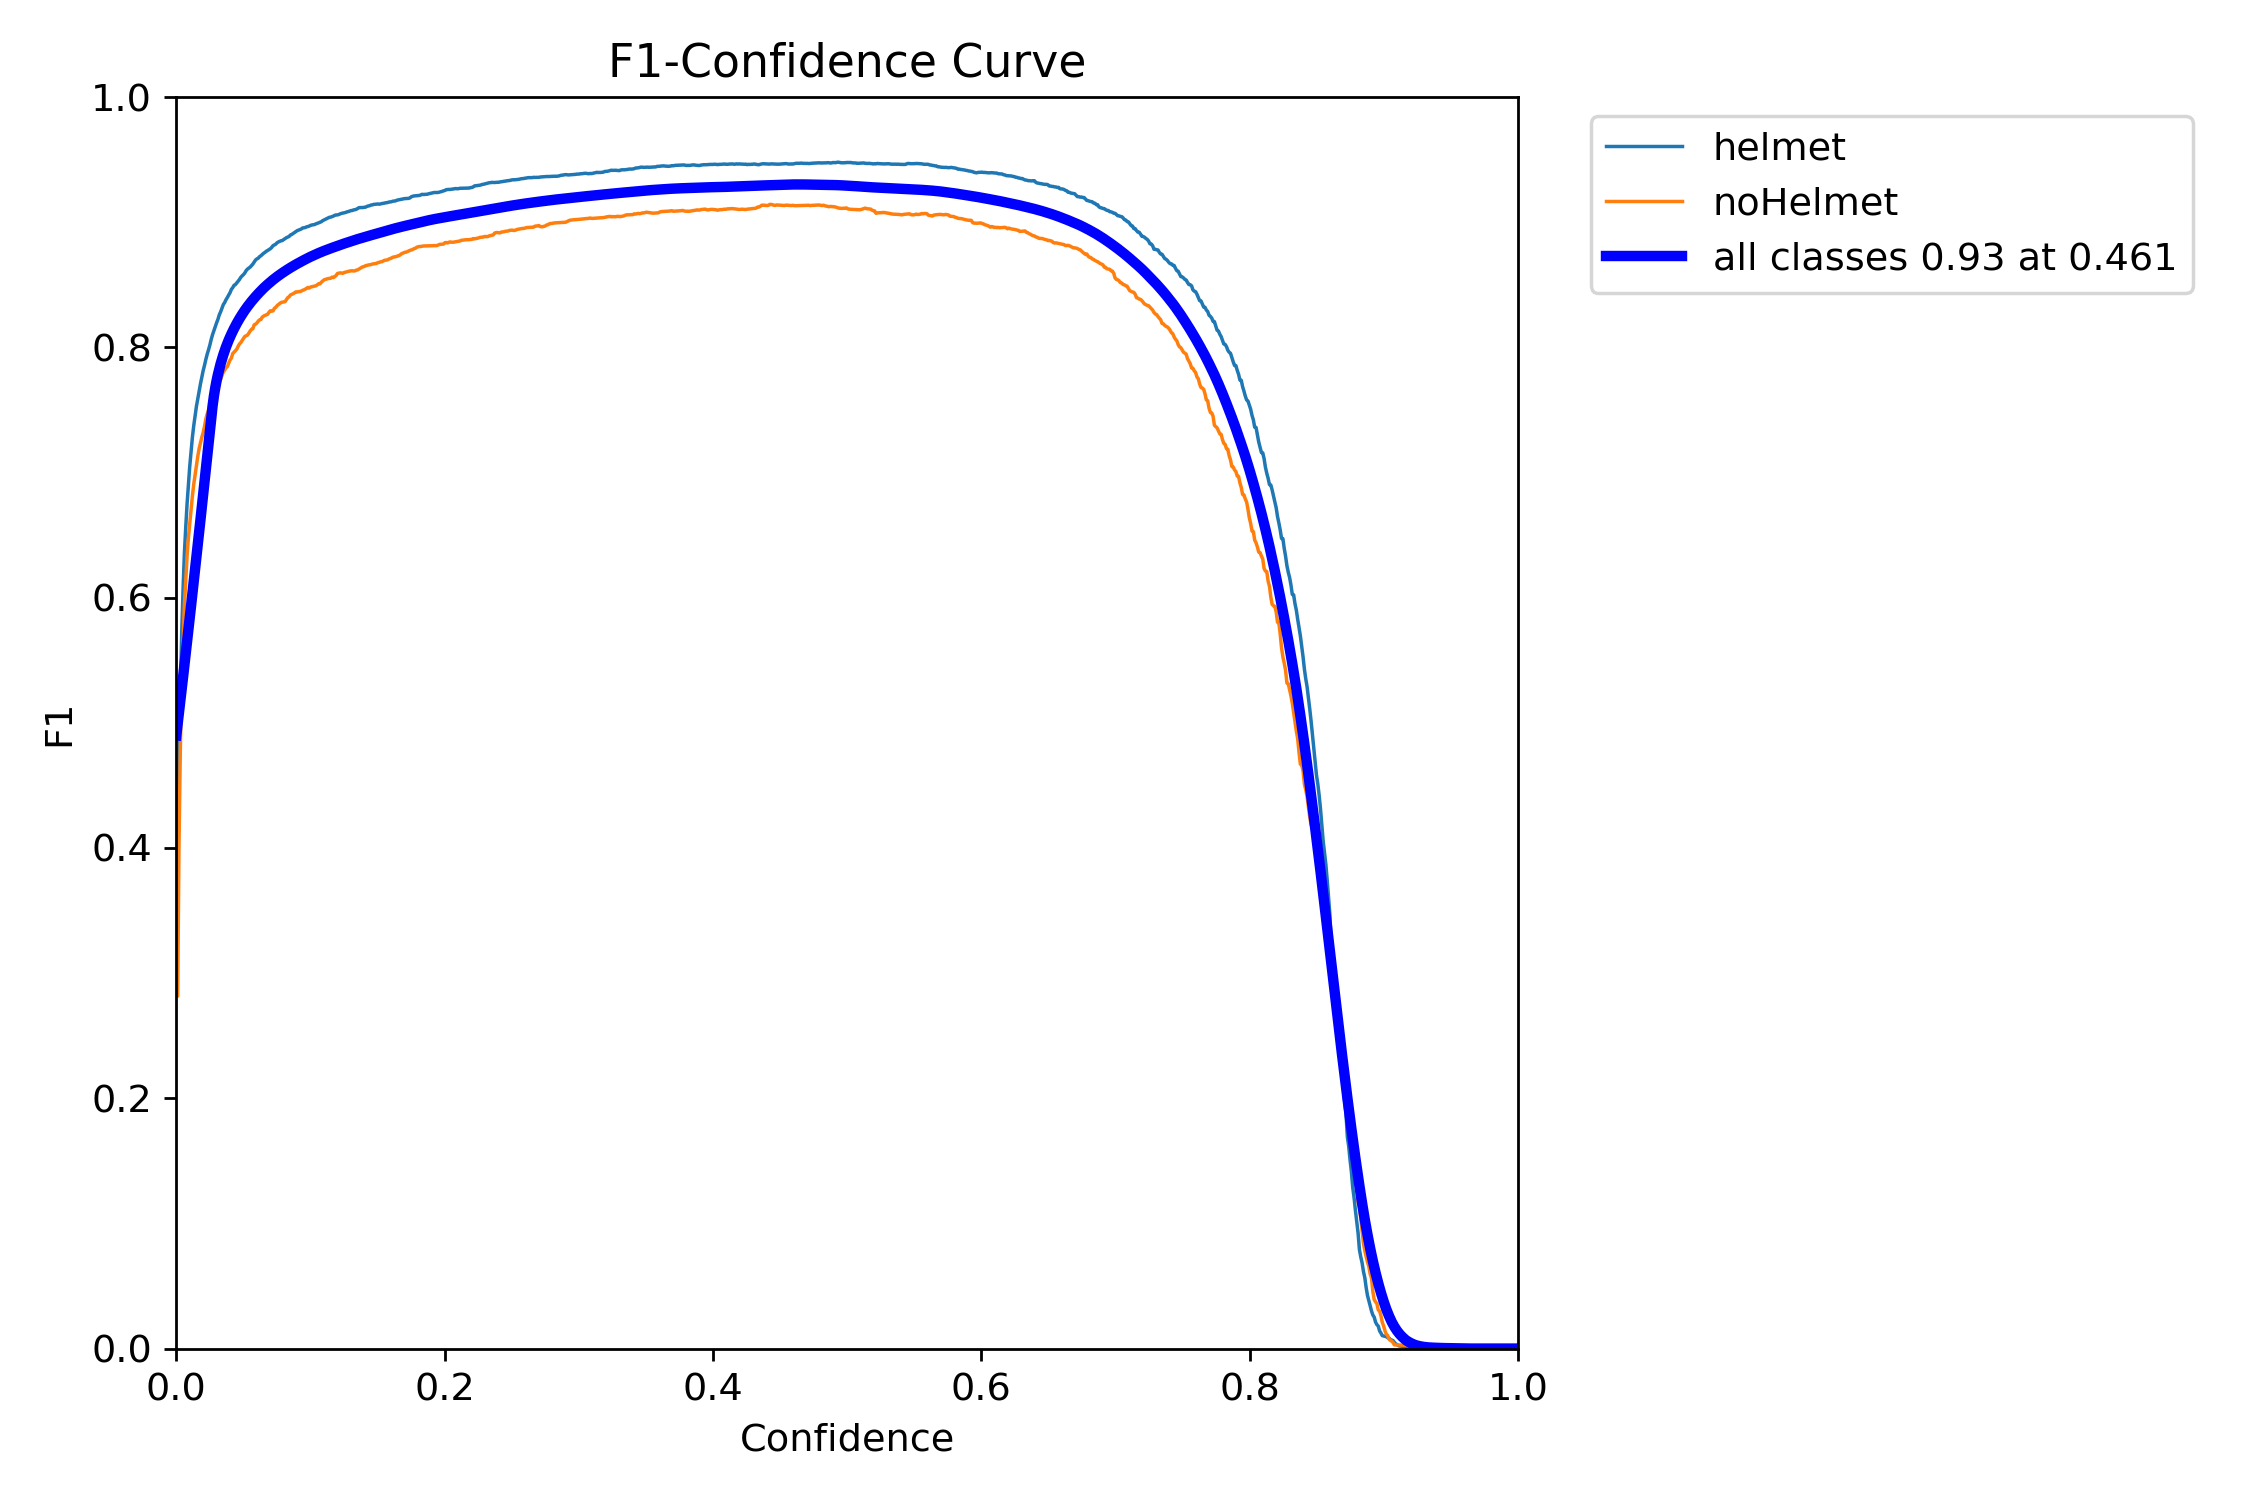 F1-Confidence Curve
1.0
0.8
0.6
0.4
0.2
0.0
F1
0.0 0.2 0.4 0.6 0.8 1.0
Confidence
helmet
noHelmet
all classes 0.93 at 0.461